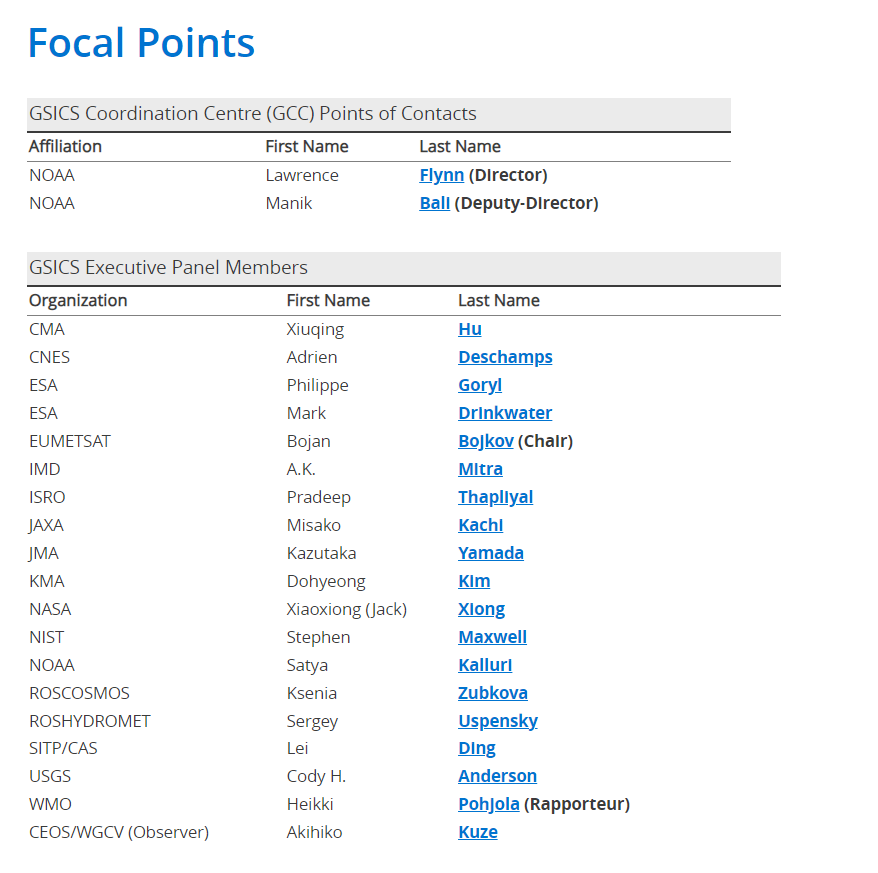 Focal Points
GSICS Coordination Centre (GCC) Points of Contacts
Affiliation First Name Last Name
NOAA Lawrence Flynn (Director)
NOAA Manik Bali (Deputy-Director)
GSICS Executive Panel Members
Organization First Name Last Name
CMA Xiuqing Hu
CNES Adrien Deschamps
ESA Philippe Goryl
ESA Mark Drinkwater
EUMETSAT Bojan Bojkov (Chair)
IMD A.K. Mitra
ISRO Pradeep Thapliyal
JAXA Misako Kachi
JMA Kazutaka Yamada
KMA Dohyeong Kim
NASA Xiaoxiong (Jack) Xiong
NIST Stephen Maxwell
NOAA Satya Kalluri
ROSCOSMOS Ksenia Zubkova
ROSHYDROMET Sergey Uspensky
SITP/CAS Lei Ding
USGS Cody H. Anderson
WMO Heikki Pohjola (Rapporteur)
CEOS/WGCV (Observer) Akihiko Kuze